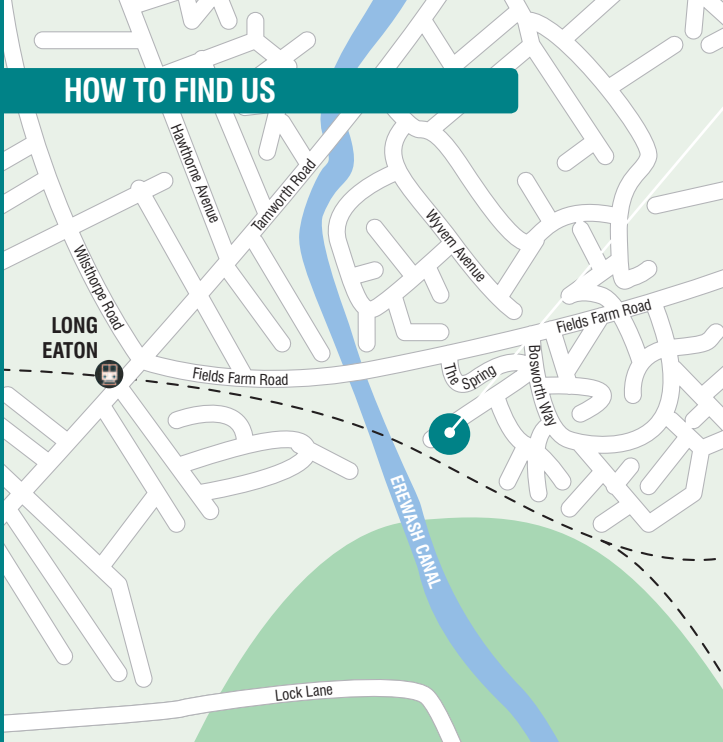 HOW TO FIND US
Hawthorne Avenue
Tamworth Road
Wyvern Avenue
Wilsthorpe Road
LONG
EATON
Fields Farm Road
Fields Farm Road
The Spring
Bosworth Way
EREWASH CANAL
Lock Lane